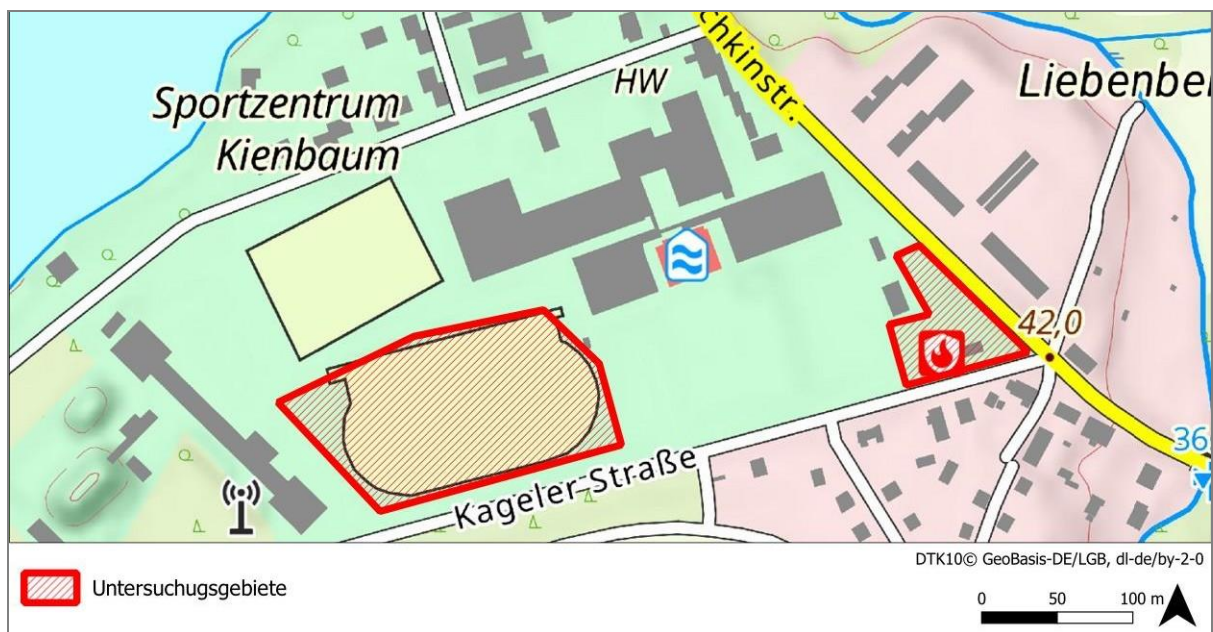 Sportzentrum
Kienbaum
HW
chkinstr.
Liebenbe
42,0
36
Kageler-Straße
DTK10© GeoBasis-DE/LGB, dl-de/by-2-0
Untersuchugsgebiete
0 50 100 m